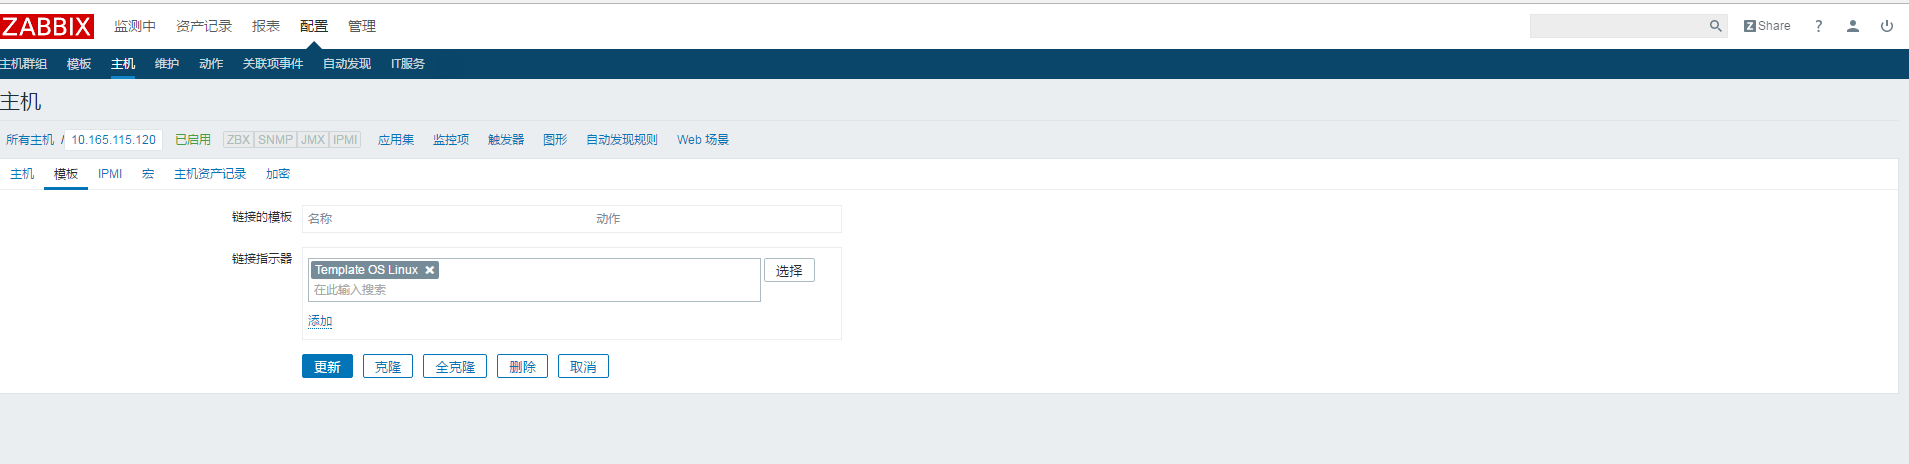 ZABBIX 监测中 资产记录 报表 配置 管理 Z Share ?
主机群组 模板 主机 维护 动作 关联项事件 自动发现 IT服务
主机
所有主机 / 10.165.115.120 已启用 ZBX SNMP JMX IPMI 应用集 监控项 触发器 图形 自动发现规则 Web 场景
主机 模板 IPMI 宏 主机资产记录 加密
链接的模板 名称 动作
链接指示器 Template OS Linux 选择
在此输入搜索
添加
更新 克隆 全克隆 删除 取消